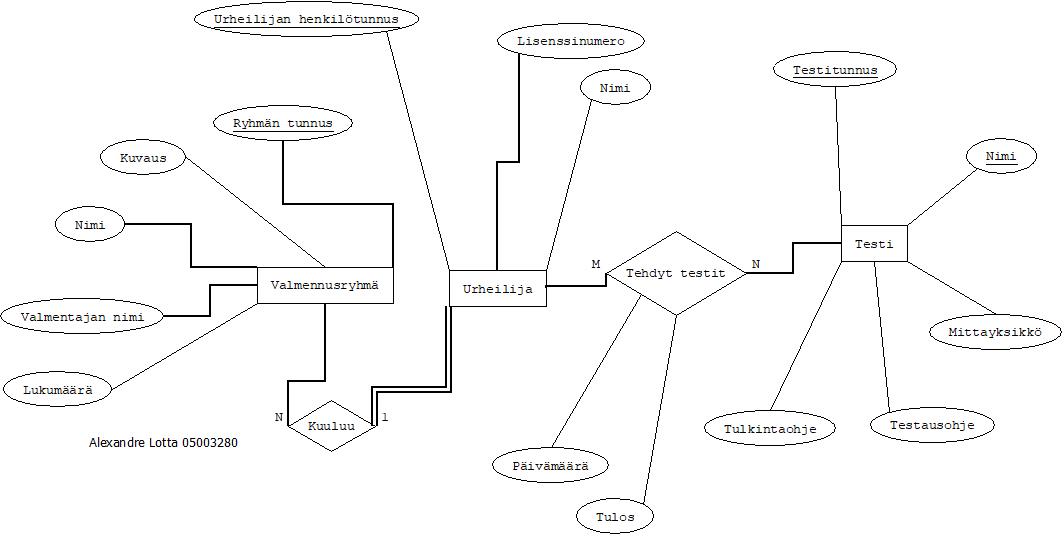 Urheilijan henkilötunnus
Lisenssinumero
Nimi
Testitunnus
Ryhmän tunnus
Kuvaus
Nimi
Nimi
Valmennusryhmä
Urheilija
M
Tehdyt testit
N
Testi
Valmentajan nimi
Mittayksikkö
Lukumäärä
N
Kuuluu
1
Tulkintaohje
Testausohje
Alexandre Lotta 05003280
Päivämäärä
Tulos